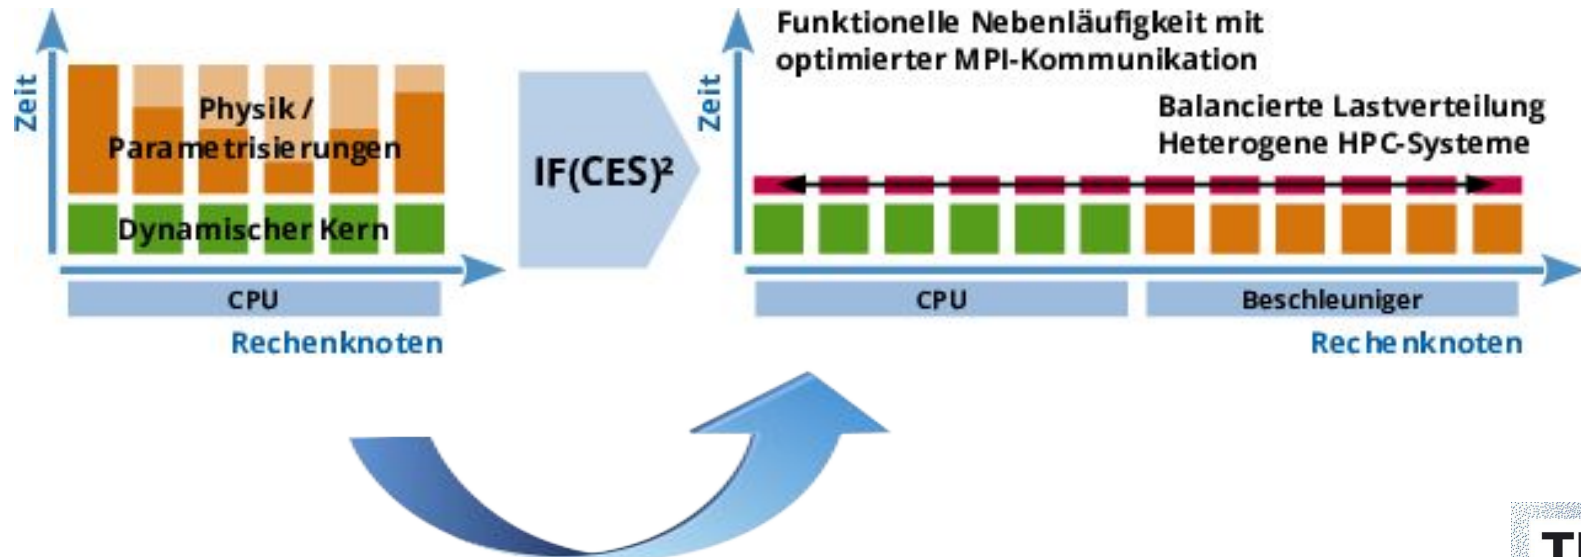 Zeit
Physik /
Parametrisierungen
Dynamischer Kern
CPU
Rechenknoten
IF(CES)²
Funktionelle Nebenläufigkeit mit
optimierter MPI-Kommunikation
Zeit
Balancierte Lastverteilung
Heterogene HPC-Systeme
CPU
Beschleuniger
Rechenknoten